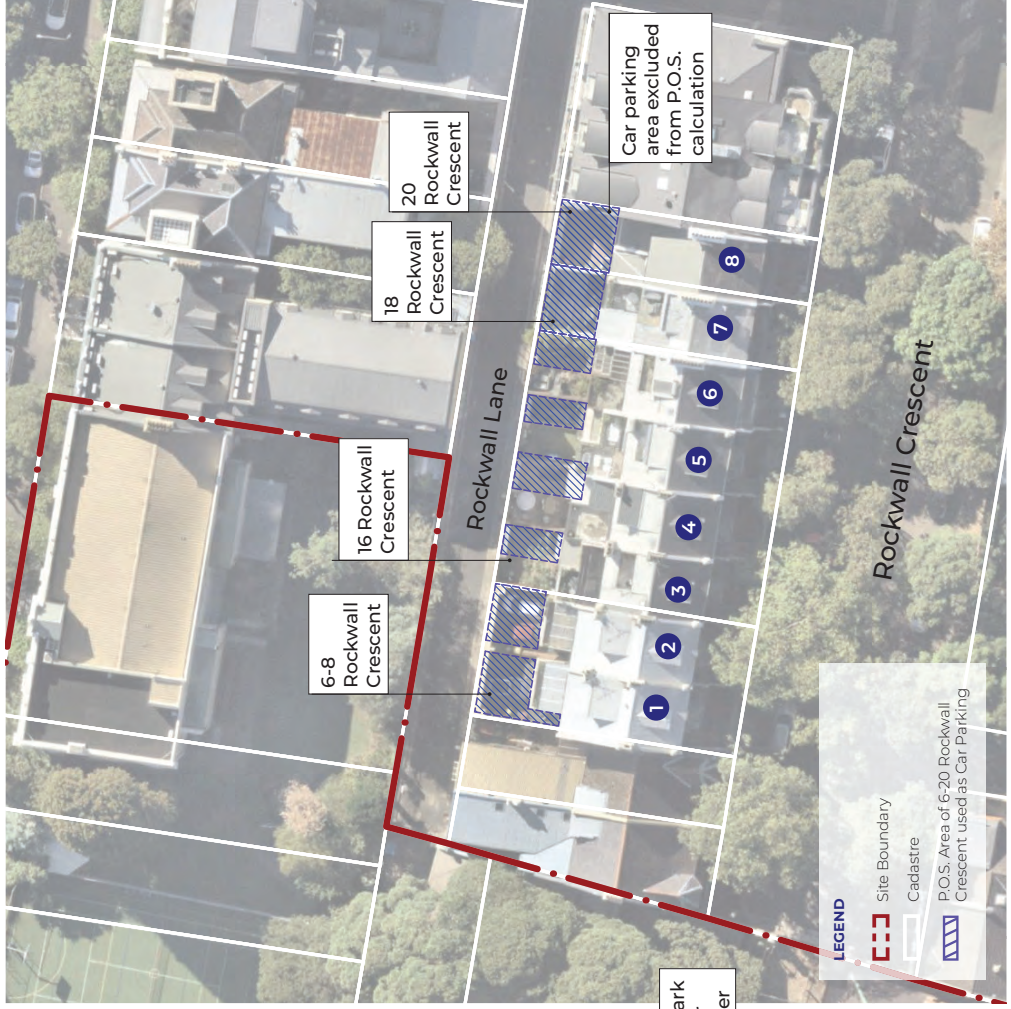 20
Rockwall
Crescent
Car parking
area excluded
from P.O.S.
calculation
18
Rockwall
Crescent
16 Rockwall
Crescent
6-8
Rockwall
Crescent
Rockwall Lane
1
2
3
4
5
6
7
8
Rockwall Crescent
ark
er
LEGEND
Site Boundary
Cadastre
P.O.S. Area of 6-20 Rockwall
Crescent used as Car Parking